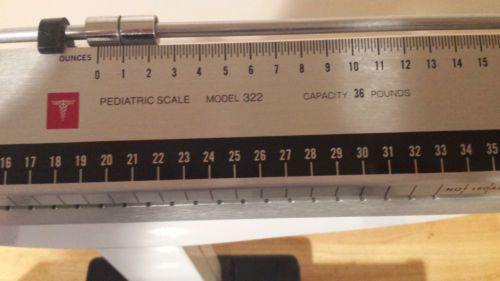 OUNCES 0 1 2 3 4 5 6 7 8 9 10 11 12 13 14 15
PEDIATRIC SCALE MODEL 322 CAPACITY 36 POUNDS
16 17 18 19 20 21 22 23 24 25 26 27 28 29 30 31 32 33 34 35